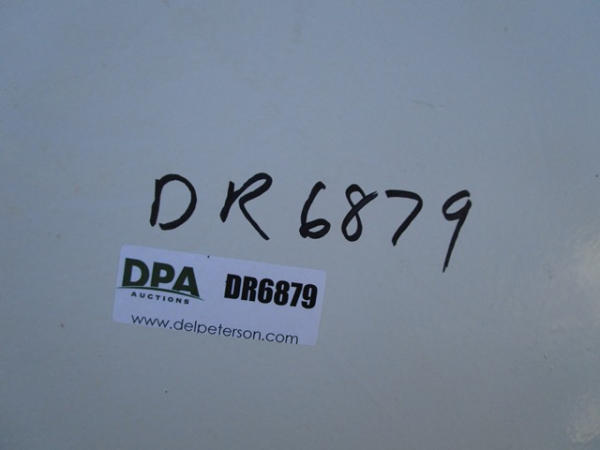 DR6879
DPA
AUCTIONS
DR6879
www.delpeterson.com